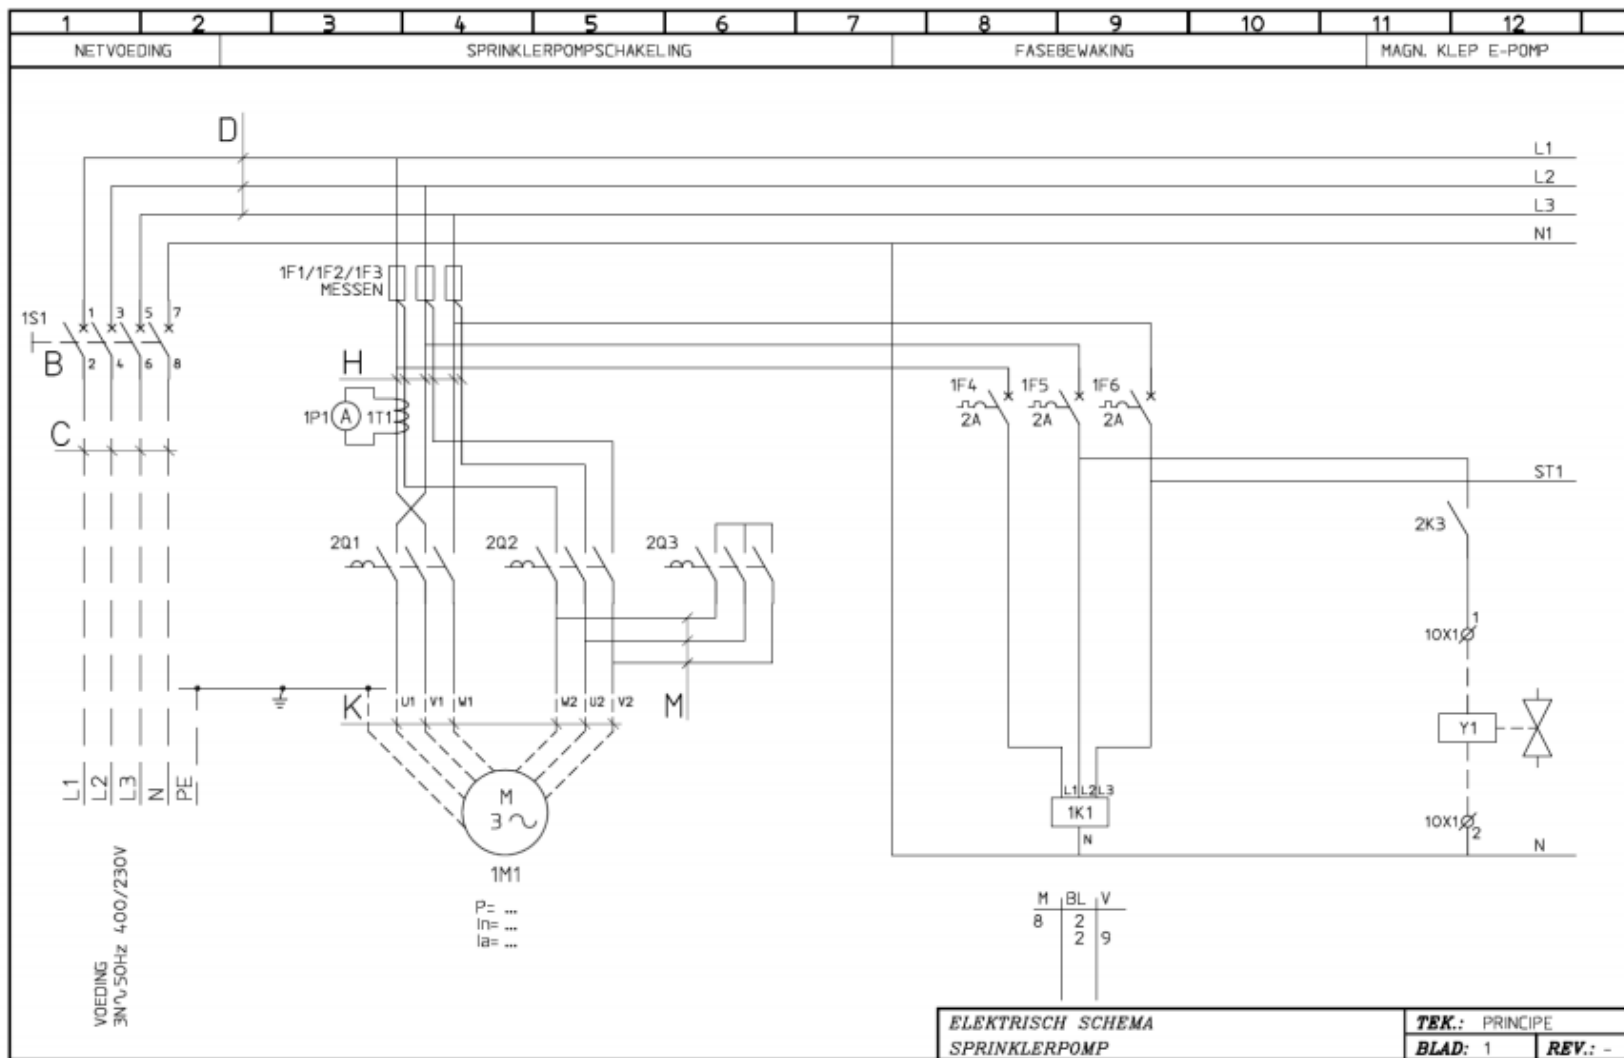 1 2 3 4 5 6 7 8 9 10 11 12
NETVOEDING SPRINKLERPOMPSCHAKELING FASEBEWAKING MAGN. KLEP E-POMP
D
L1
L2
L3
N1
1F1/1F2/1F3
MESSEN
1S1
1 3 5 7
B
2 4 6 8
H
1F4 1F5 1F6
2A 2A 2A
1P1 A 1T1
C
ST1
2K3
2Q1 2Q2 2Q3
1
10X1
K U1 V1 W1 W2 U2 V2 M
Y1
L1 L2 L3 N PE
L1 L2 L3
1K1
N
M
3
10X1
2
N
1M1
P= ...
In= ...
Ia= ...
VOEDING
3N~50Hz 400/230V
M BL V
8 2
2 9
ELEKTRISCH SCHEMA
SPRINKLERPOMP
TEK.: PRINCIPE
BLAD: 1 REV.: -